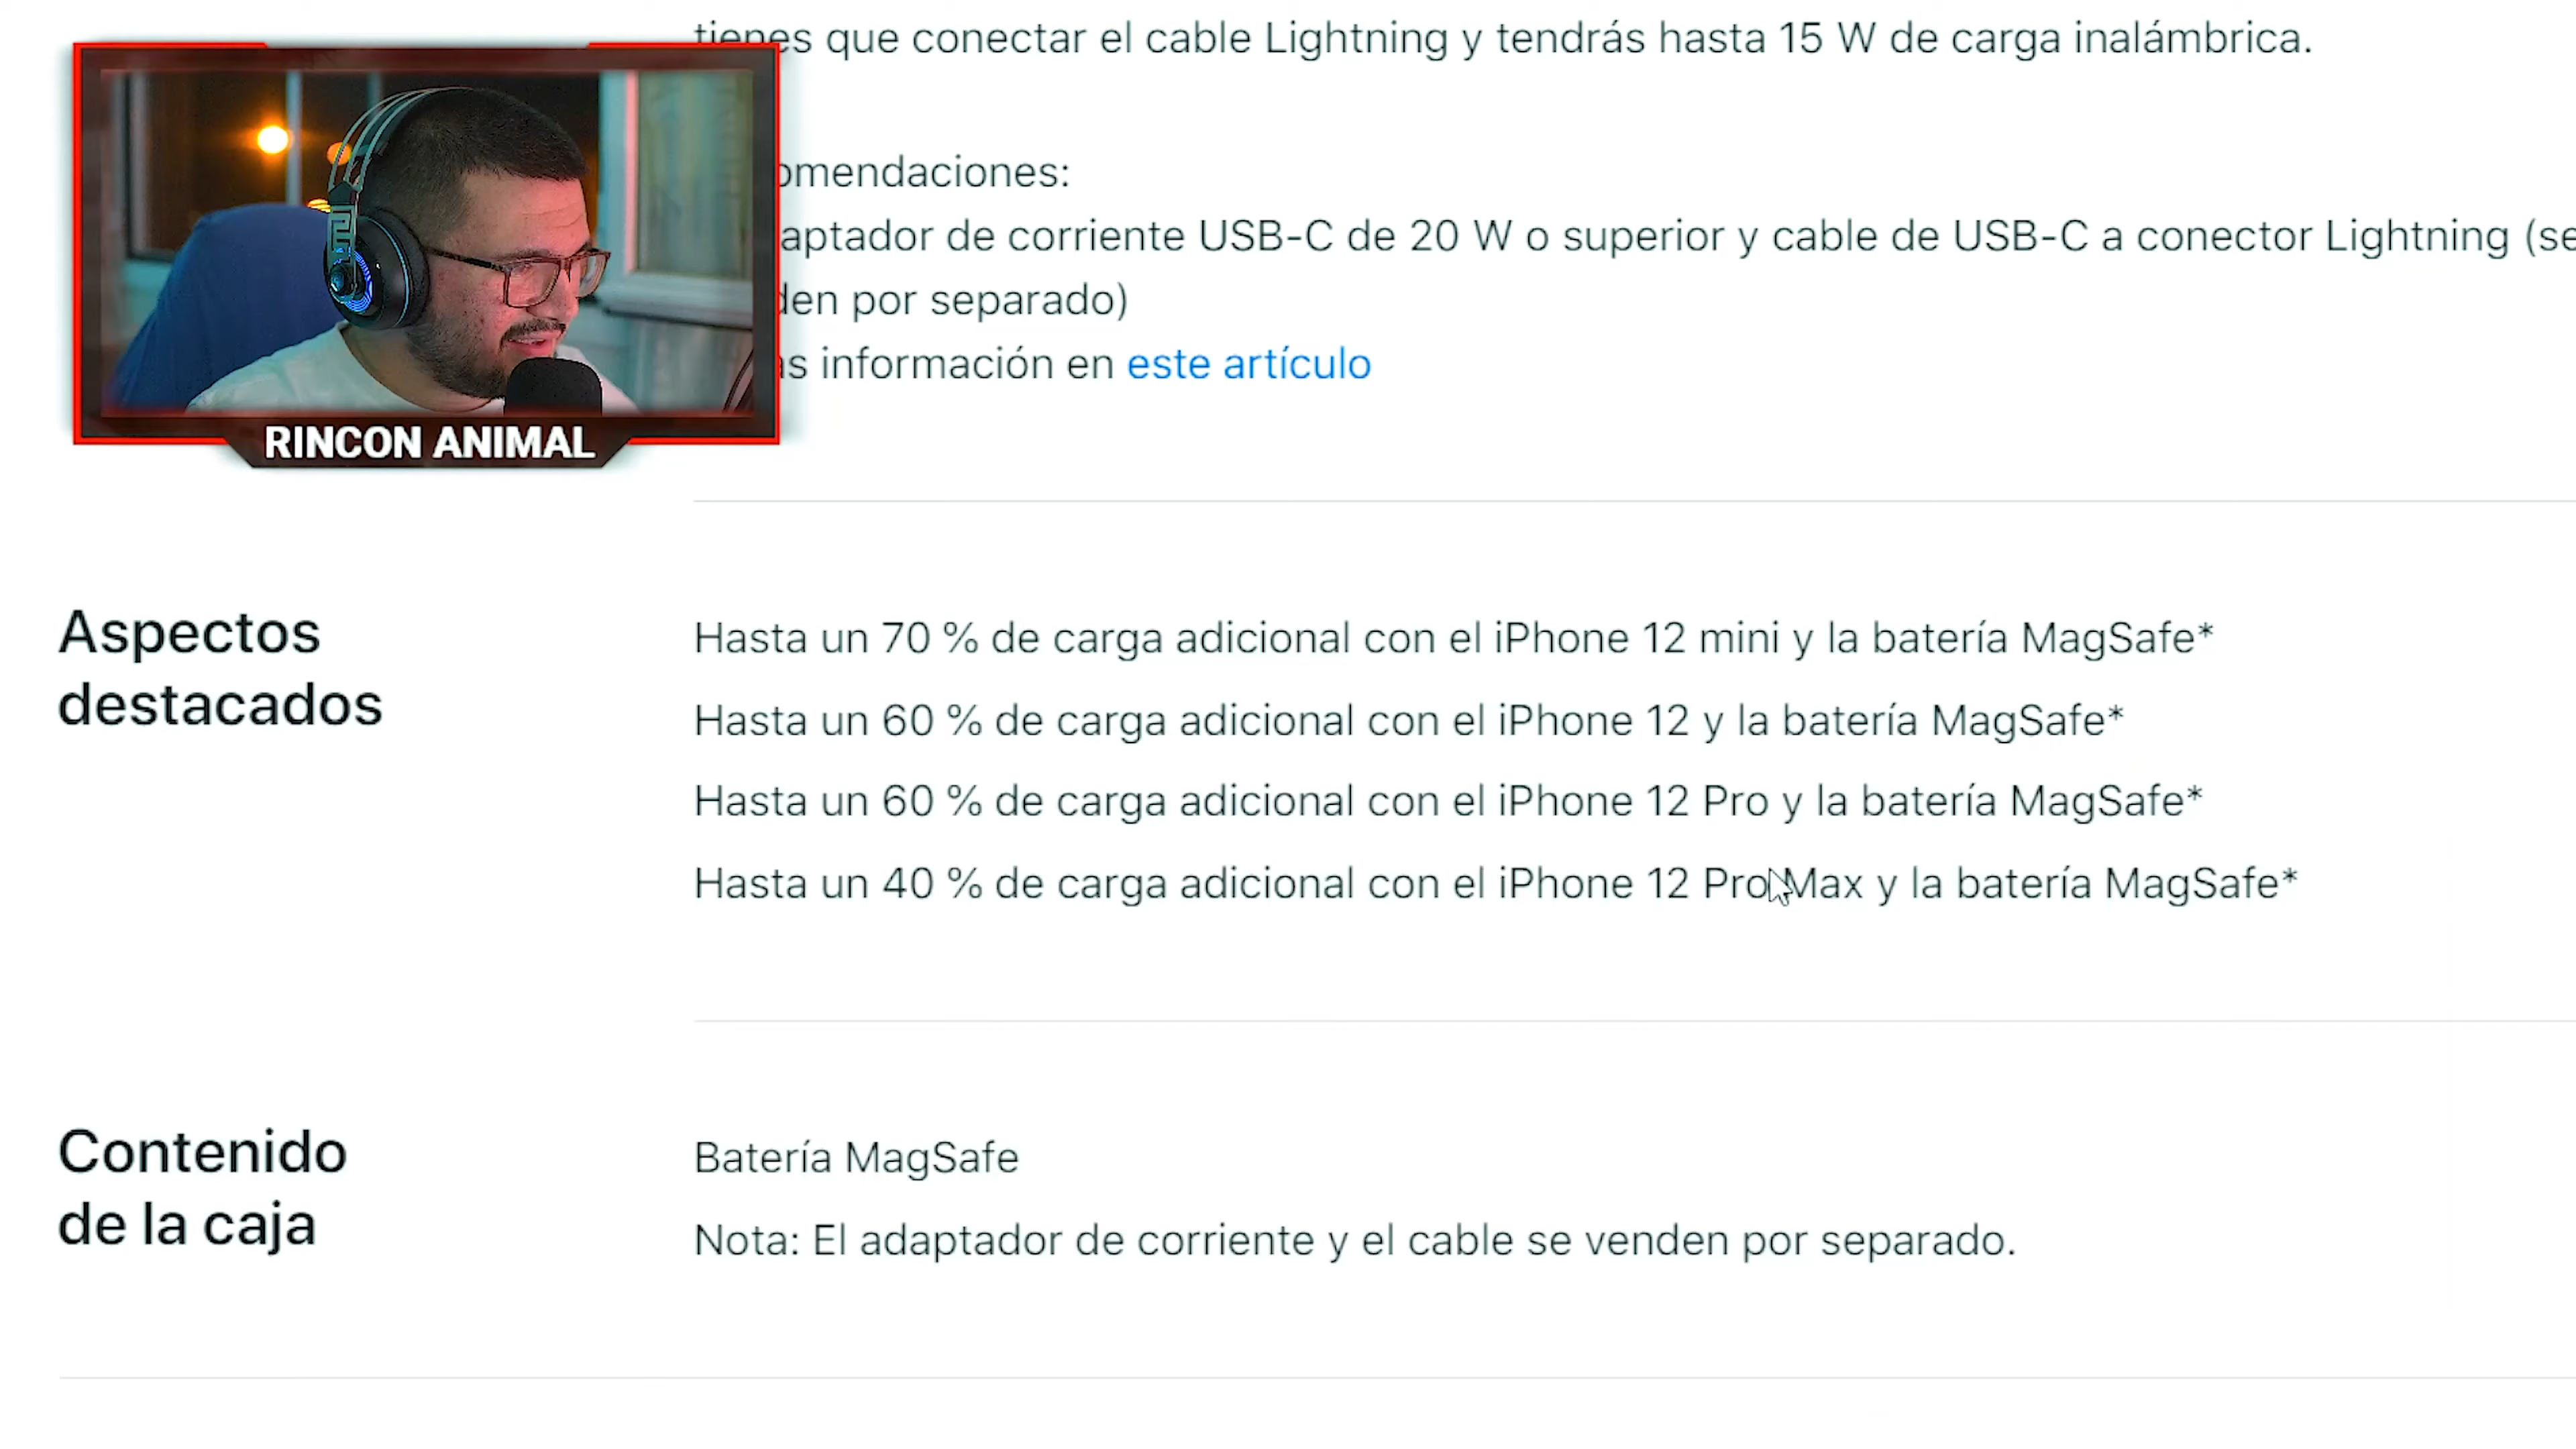 tienes que conectar el cable Lightning y tendrás hasta 15 W de carga inalámbrica.
omendaciones:
aptador de corriente USB-C de 20 W o superior y cable de USB-C a conector Lightning (se
den por separado)
as información en este artículo
RINCON ANIMAL
Aspectos
destacados
Hasta un 70 % de carga adicional con el iPhone 12 mini y la batería MagSafe*
Hasta un 60 % de carga adicional con el iPhone 12 y la batería MagSafe*
Hasta un 60 % de carga adicional con el iPhone 12 Pro y la batería MagSafe*
Hasta un 40 % de carga adicional con el iPhone 12 Pro Max y la batería MagSafe*
Contenido
de la caja
Batería MagSafe
Nota: El adaptador de corriente y el cable se venden por separado.